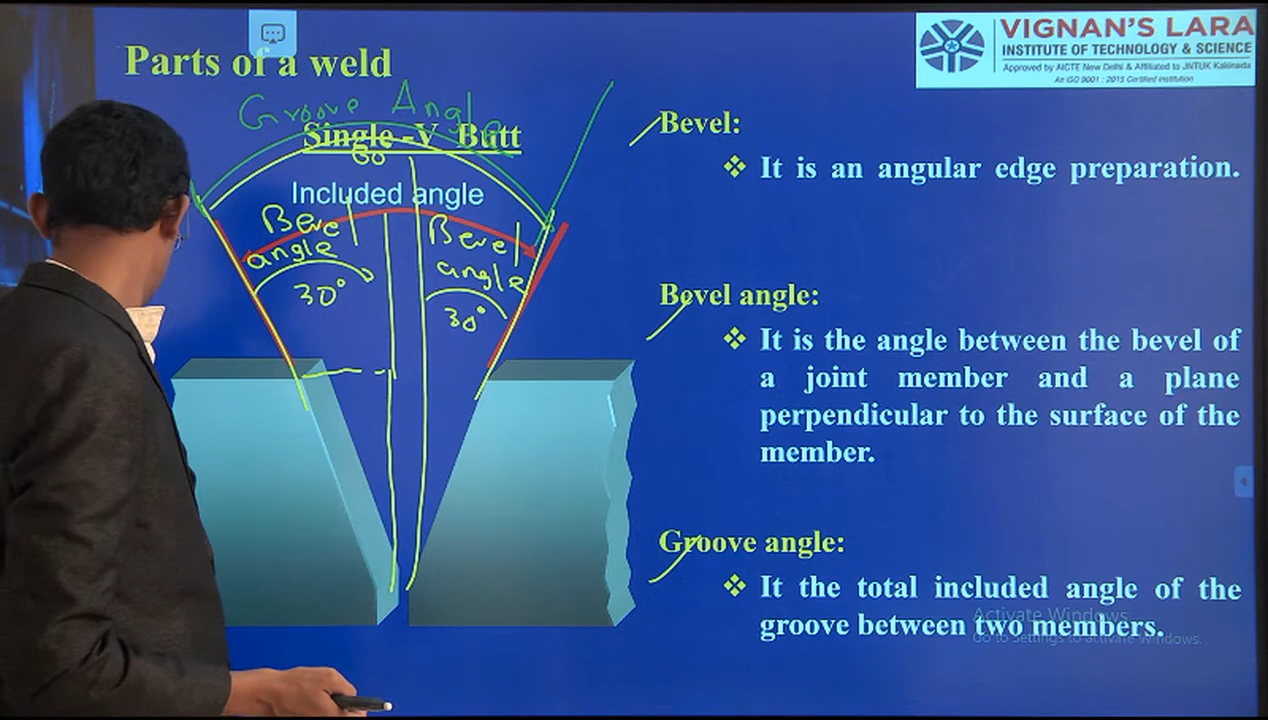 VIGNAN'S LARA
INSTITUTE OF TECHNOLOGY & SCIENCE
Approved by AICTE New Delhi & Affiliated to JNTUK Kakinada
An ISO 9001 : 2015 Certified Institution
Parts of a weld
Groove Angle
Single -V Butt
60
Included angle
Bevel
angle
30°
Bevel
angle
30°
Bevel:
❖ It is an angular edge preparation.
Bevel angle:
❖ It is the angle between the bevel of
a joint member and a plane
perpendicular to the surface of the
member.
Groove angle:
❖ It the total included angle of the
groove between two members.
Activate Windows
Go to Settings to activate Windows.